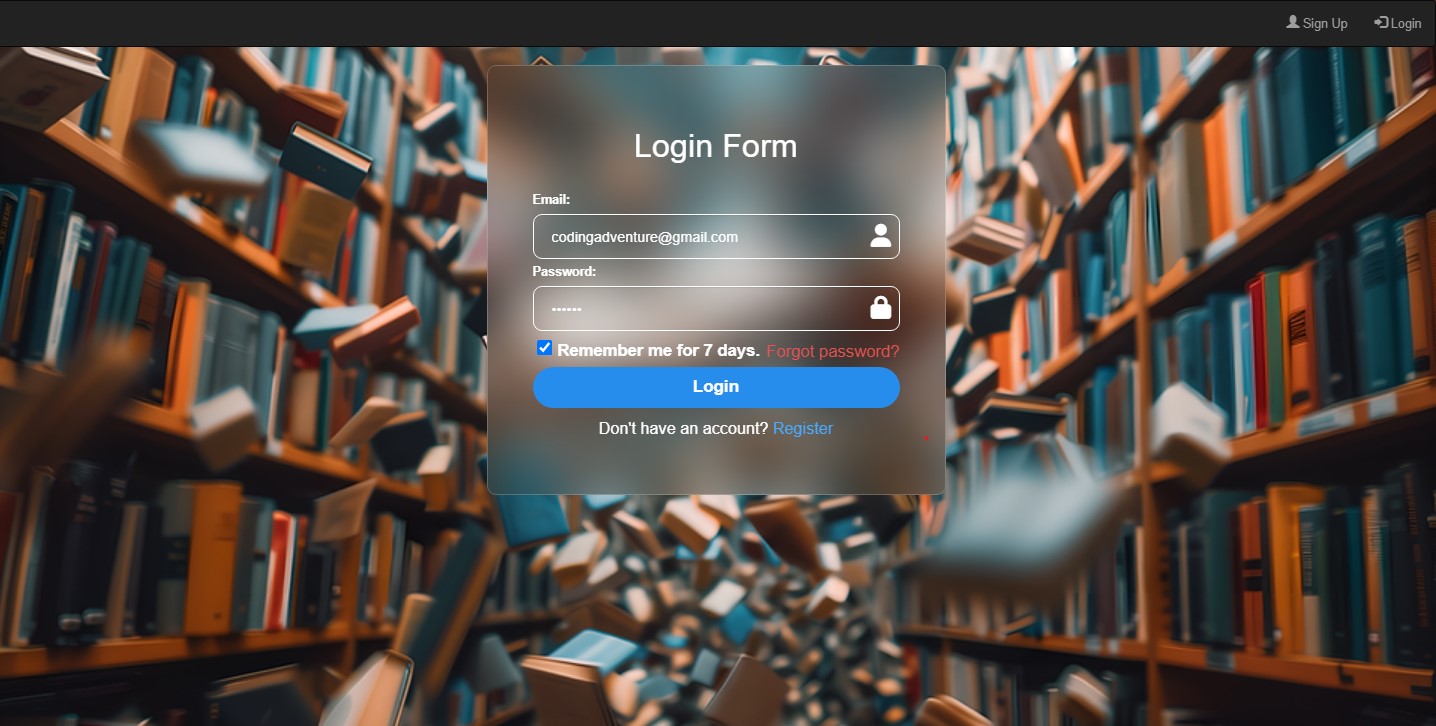 Sign Up Login
Login Form
Email:
codingadventure@gmail.com
Password:
••••••
Remember me for 7 days. Forgot password?
Login
Don't have an account? Register